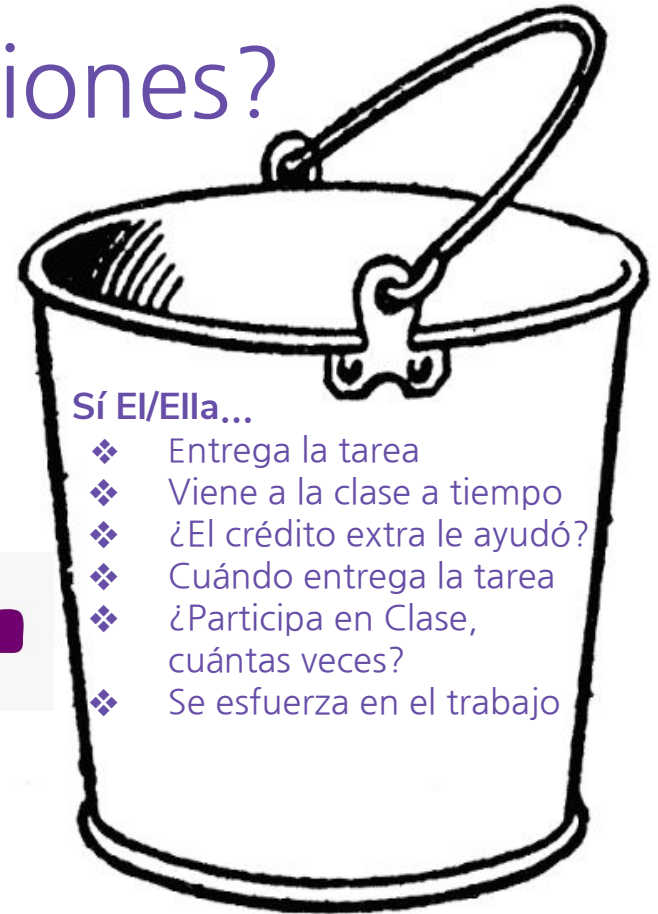 iones?
Sí El/Ella...
❖ Entrega la tarea
❖ Viene a la clase a tiempo
❖ ¿El crédito extra le ayudó?
❖ Cuándo entrega la tarea
❖ ¿Participa en Clase,
cuántas veces?
❖ Se esfuerza en el trabajo